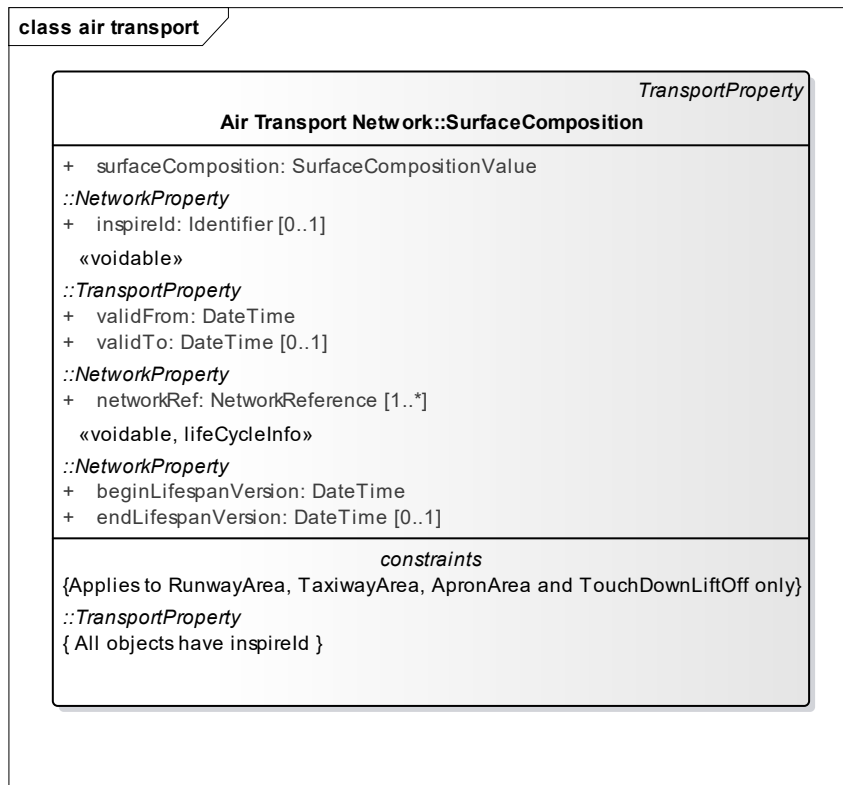 class air transport
TransportProperty
Air Transport Network::SurfaceComposition
+ surfaceComposition: SurfaceCompositionValue
::NetworkProperty
+ inspireId: Identifier [0..1]
«voidable»
::TransportProperty
+ validFrom: DateTime
+ validTo: DateTime [0..1]
::NetworkProperty
+ networkRef: NetworkReference [1..*]
«voidable, lifeCycleInfo»
::NetworkProperty
+ beginLifespanVersion: DateTime
+ endLifespanVersion: DateTime [0..1]
constraints
{Applies to RunwayArea, TaxiwayArea, ApronArea and TouchDownLiftOff only}
::TransportProperty
{ All objects have inspireId }